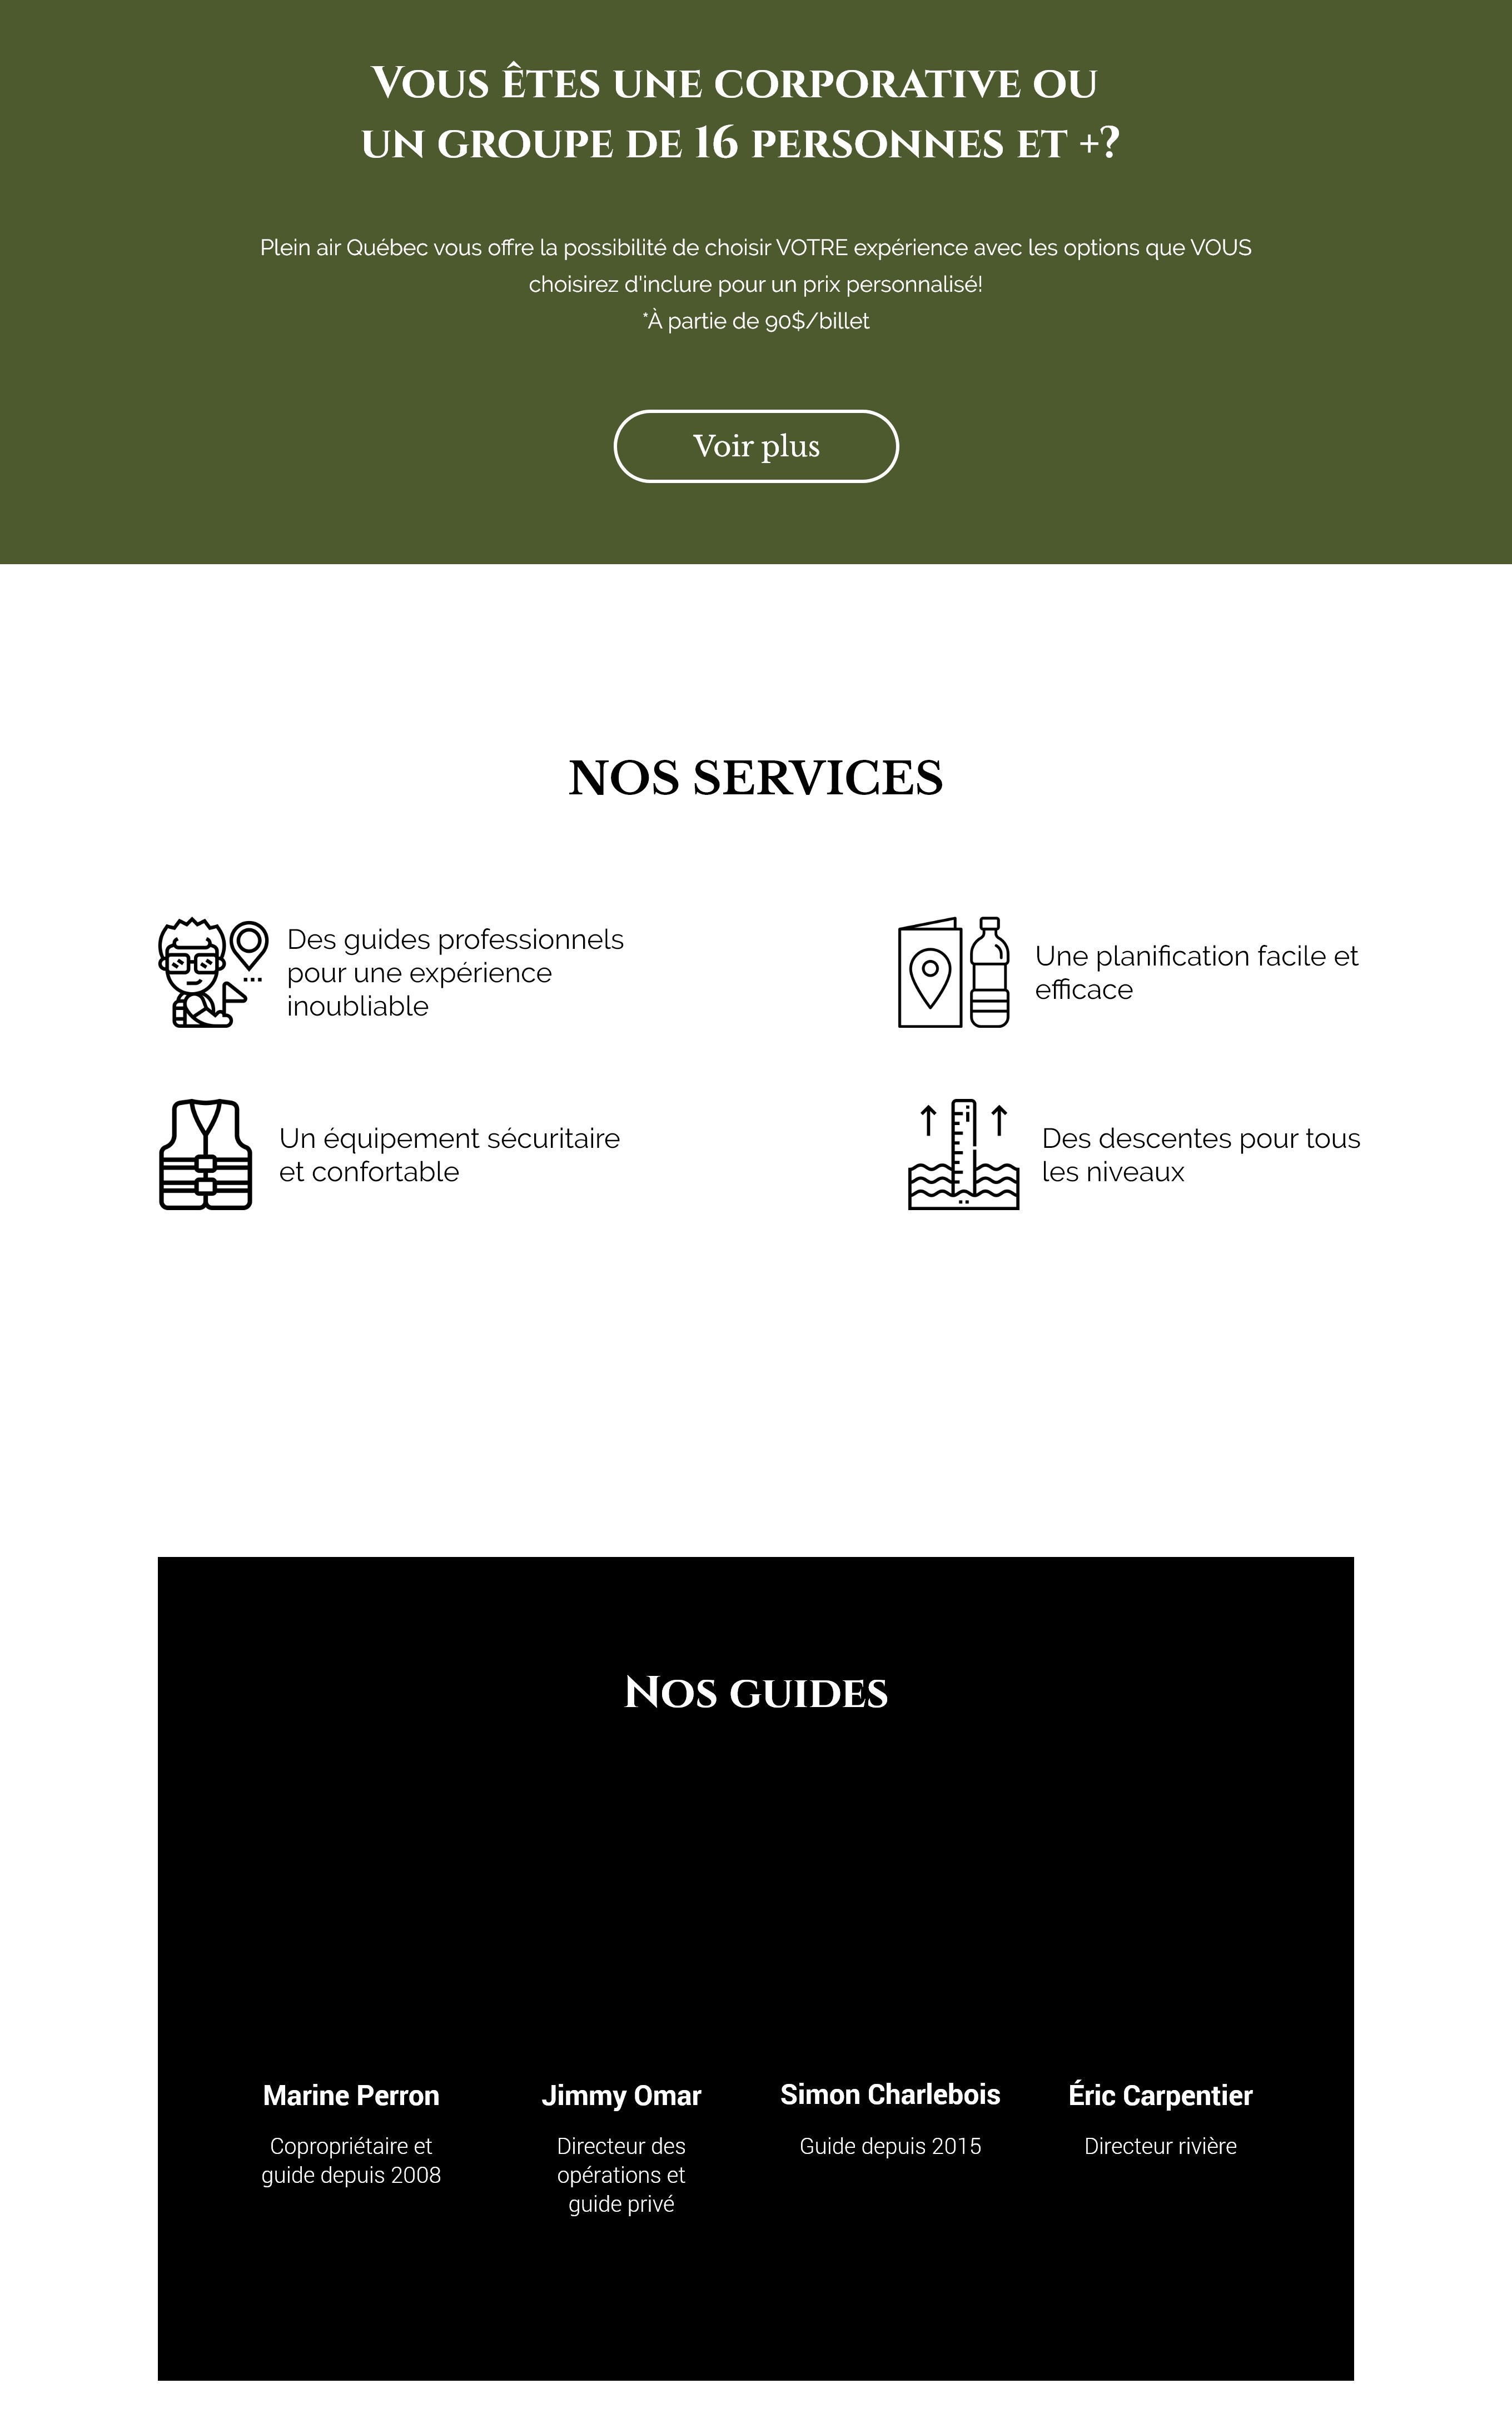 Vous êtes une corporative ou
un groupe de 16 personnes et +?
Plein air Québec vous offre la possibilité de choisir VOTRE expérience avec les options que VOUS
choisirez d'inclure pour un prix personnalisé!
*À partie de 90$/billet
Voir plus
NOS SERVICES
Des guides professionnels
pour une expérience
inoubliable
Une planification facile et
efficace
Un équipement sécuritaire
et confortable
Des descentes pour tous
les niveaux
Nos guides
Marine Perron
Copropriétaire et
guide depuis 2008
Jimmy Omar
Directeur des
opérations et
guide privé
Simon Charlebois
Guide depuis 2015
Éric Carpentier
Directeur rivière